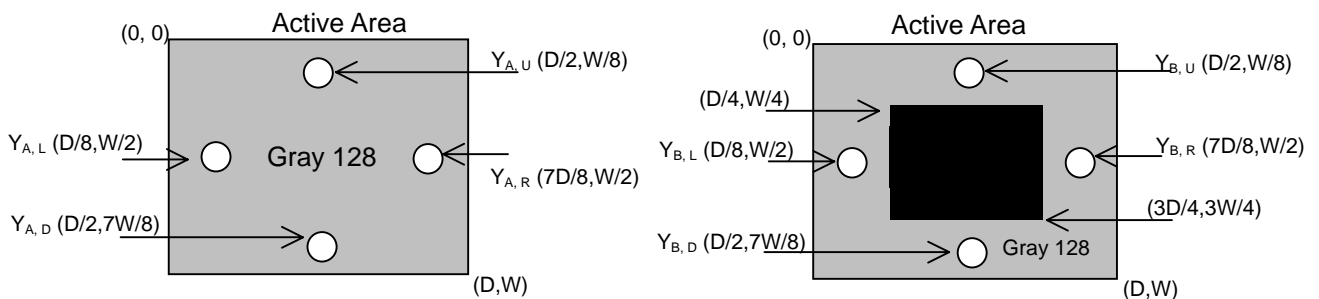 Active Area
(0, 0)
YA, U (D/2,W/8)
YA, L (D/8,W/2)
Gray 128
YA, R (7D/8,W/2)
YA, D (D/2,7W/8)
(D,W)
Active Area
(0, 0)
YB, U (D/2,W/8)
(D/4,W/4)
YB, L (D/8,W/2)
YB, R (7D/8,W/2)
(3D/4,3W/4)
YB, D (D/2,7W/8)
Gray 128
(D,W)